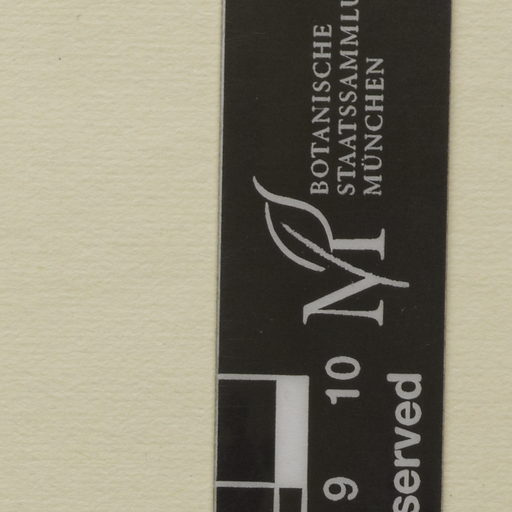 BOTANISCHE
STAATSSAMMLU
MÜNCHEN
M
9 10
served